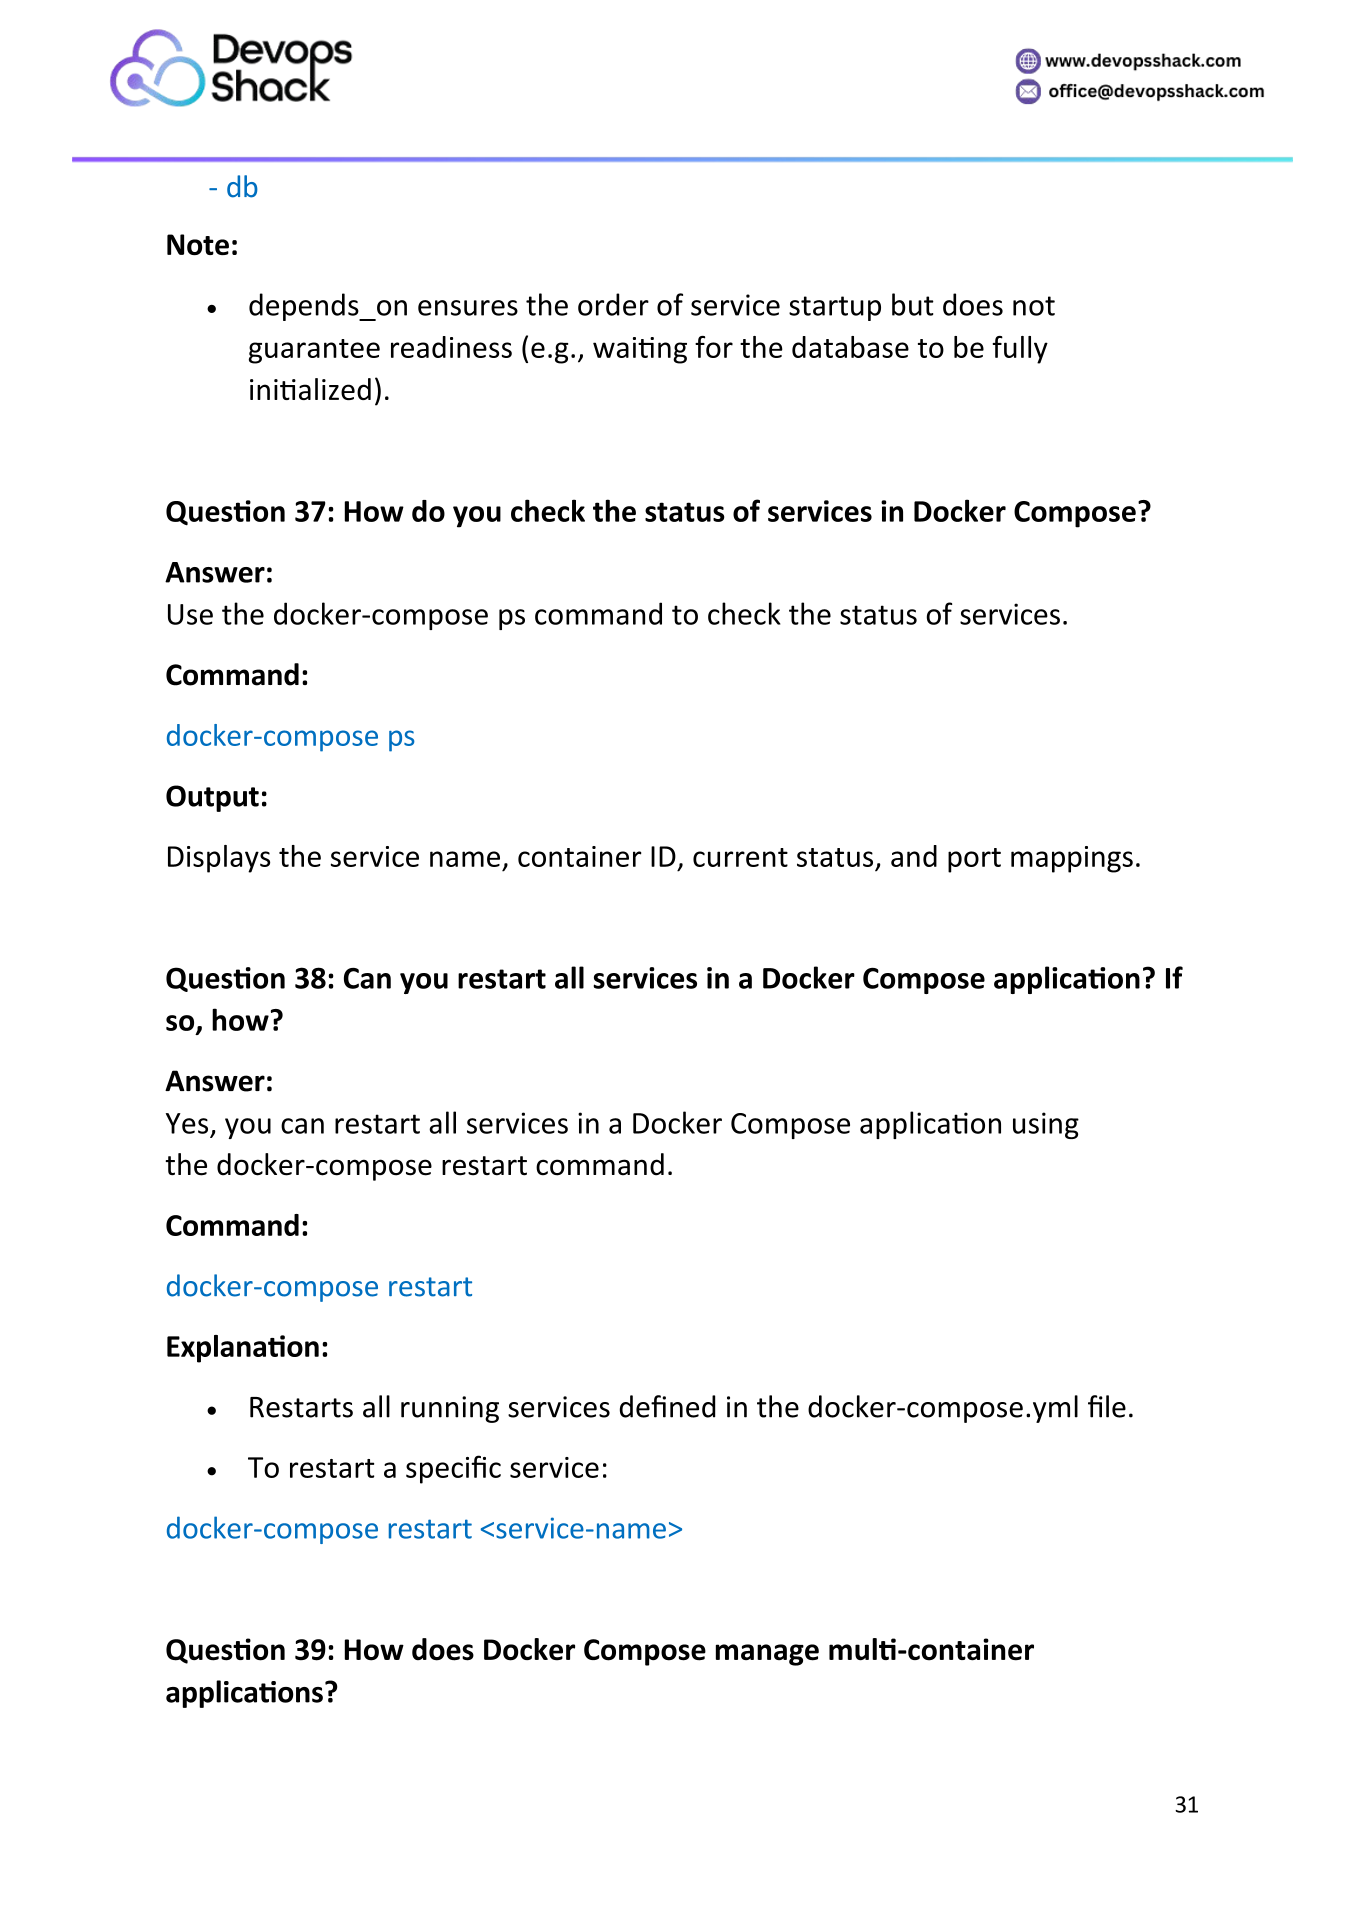 Devops
Shack
www.devopsshack.com
office@devopsshack.com
- db
Note:
• depends_on ensures the order of service startup but does not
guarantee readiness (e.g., waiting for the database to be fully
initialized).
Question 37: How do you check the status of services in Docker Compose?
Answer:
Use the docker-compose ps command to check the status of services.
Command:
docker-compose ps
Output:
Displays the service name, container ID, current status, and port mappings.
Question 38: Can you restart all services in a Docker Compose application? If
so, how?
Answer:
Yes, you can restart all services in a Docker Compose application using
the docker-compose restart command.
Command:
docker-compose restart
Explanation:
• Restarts all running services defined in the docker-compose.yml file.
• To restart a specific service:
docker-compose restart <service-name>
Question 39: How does Docker Compose manage multi-container
applications?
31